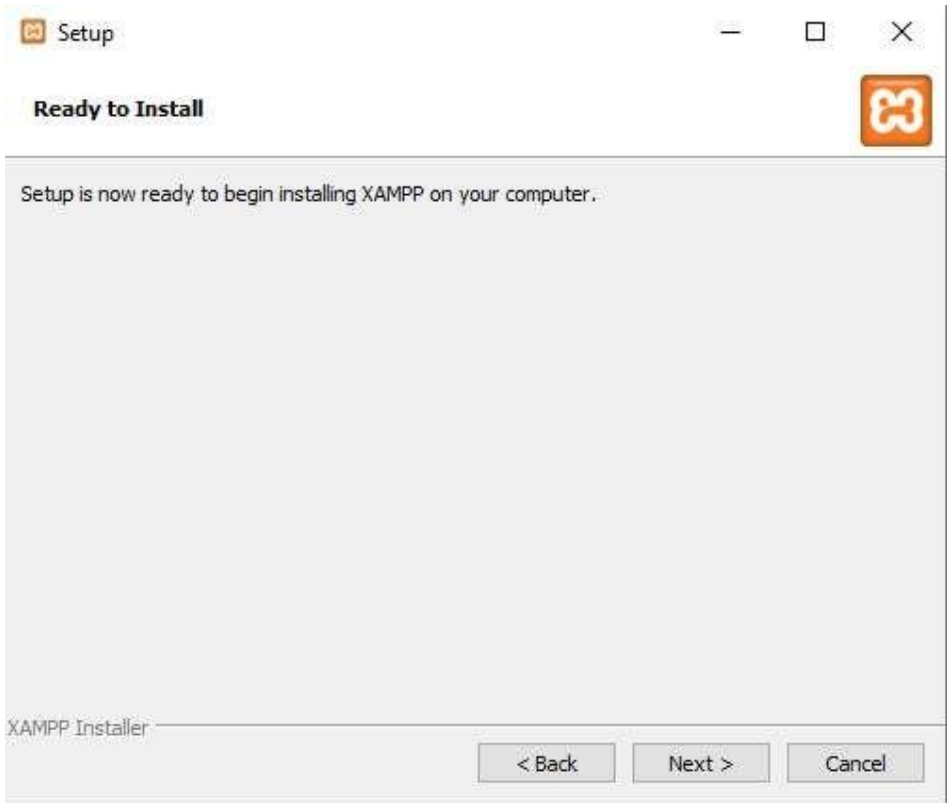 Setup
Ready to Install
Setup is now ready to begin installing XAMPP on your computer.
XAMPP Installer
< Back
Next >
Cancel